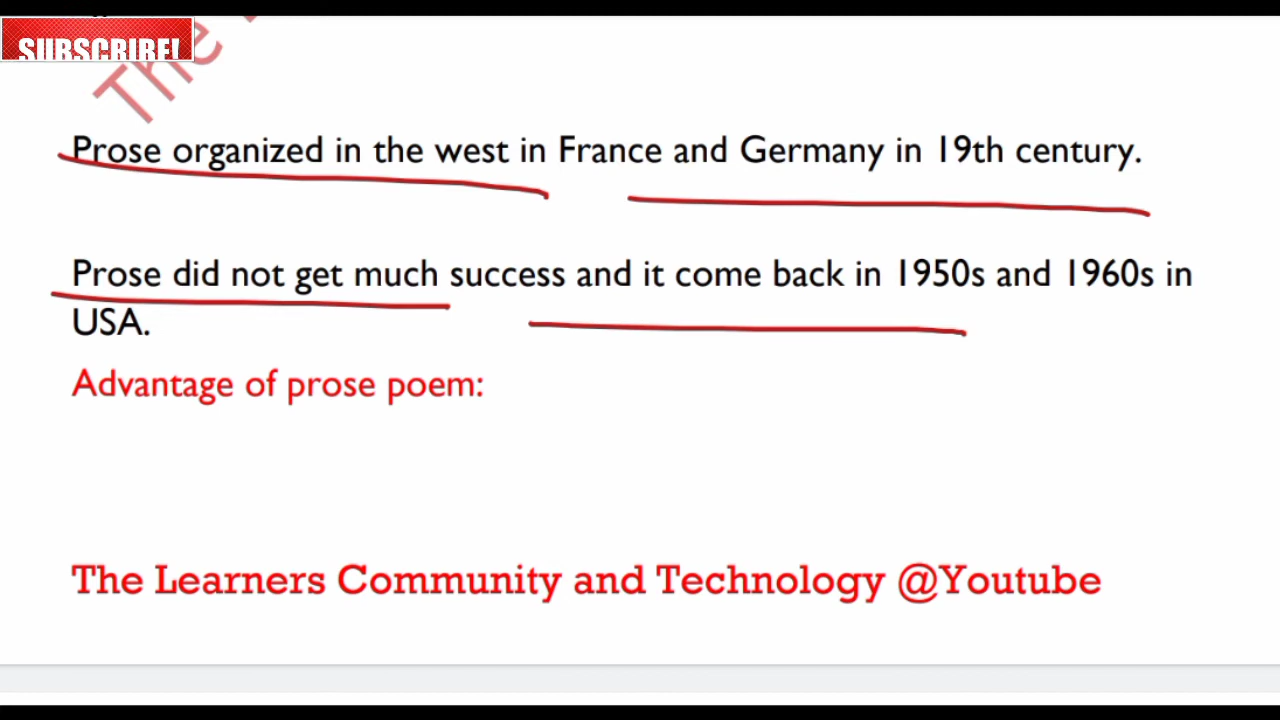 SUBSCRIBE!
The
Prose organized in the west in France and Germany in 19th century.
Prose did not get much success and it come back in 1950s and 1960s in
USA.
Advantage of prose poem:
The Learners Community and Technology @Youtube